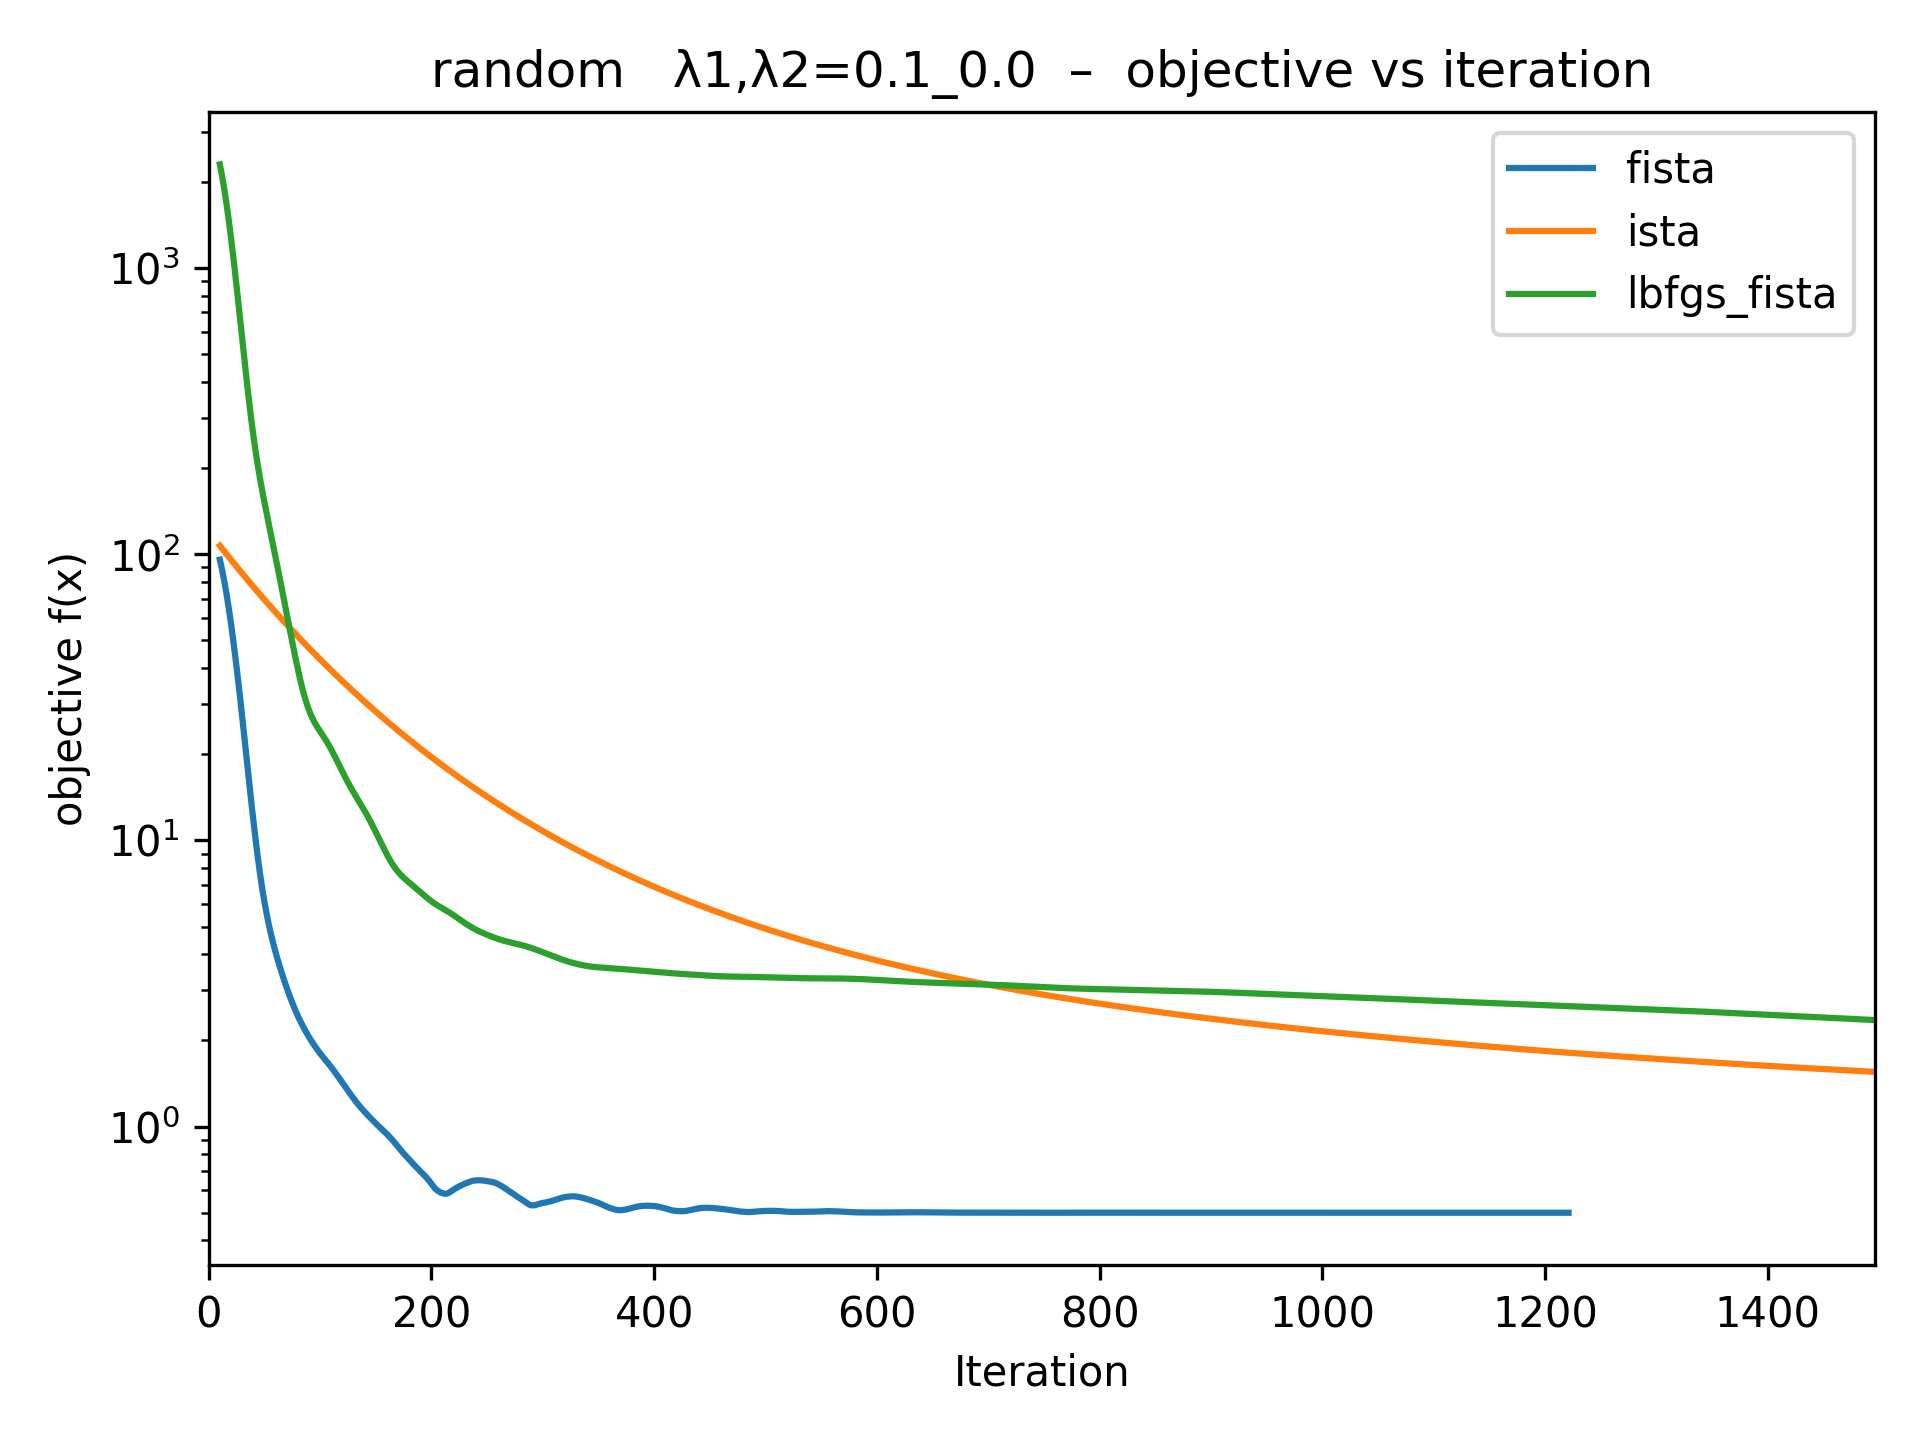 random λ1,λ2=0.1_0.0 – objective vs iteration
fista
ista
lbfgs_fista
objective f(x)
10³
10²
10¹
10⁰
0 200 400 600 800 1000 1200 1400
Iteration